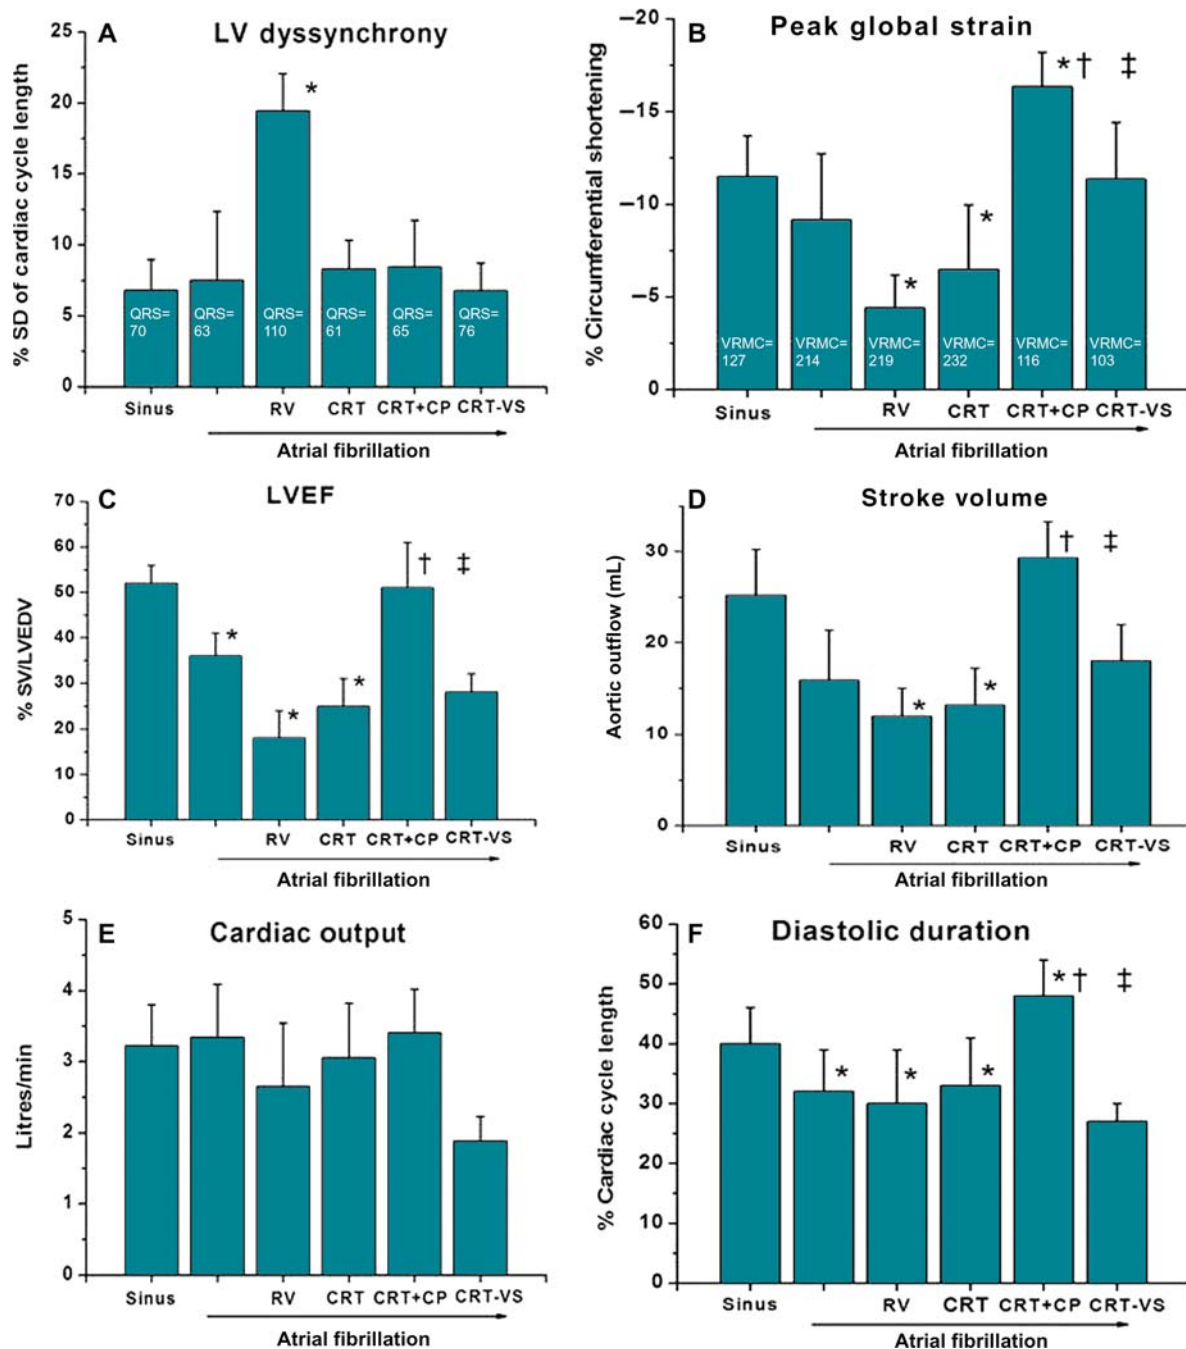 A
LV dyssynchrony
% SD of cardiac cycle length
25
20
15
10
5
0
*
QRS= QRS= QRS= QRS= QRS= QRS=
70 63 110 61 65 76
Sinus RV CRT CRT+CP CRT-VS
Atrial fibrillation
B
Peak global strain
% Circumferential shortening
–20
–15
–10
–5
0
* † ‡
*
*
VRMC= VRMC= VRMC= VRMC= VRMC= VRMC=
127 214 219 232 116 103
Sinus RV CRT CRT+CP CRT-VS
Atrial fibrillation
C
LVEF
% SV/LVEDV
70
60
50
40
30
20
10
0
† ‡
*
*
*
Sinus RV CRT CRT+CP CRT-VS
Atrial fibrillation
D
Stroke volume
Aortic outflow (mL)
30
20
10
0
† ‡
*
*
Sinus RV CRT CRT+CP CRT-VS
Atrial fibrillation
E
Cardiac output
Litres/min
5
4
3
2
1
0
Sinus RV CRT CRT+CP CRT-VS
Atrial fibrillation
F
Diastolic duration
% Cardiac cycle length
60
50
40
30
20
10
0
* † ‡
* * *
Sinus RV CRT CRT+CP CRT-VS
Atrial fibrillation